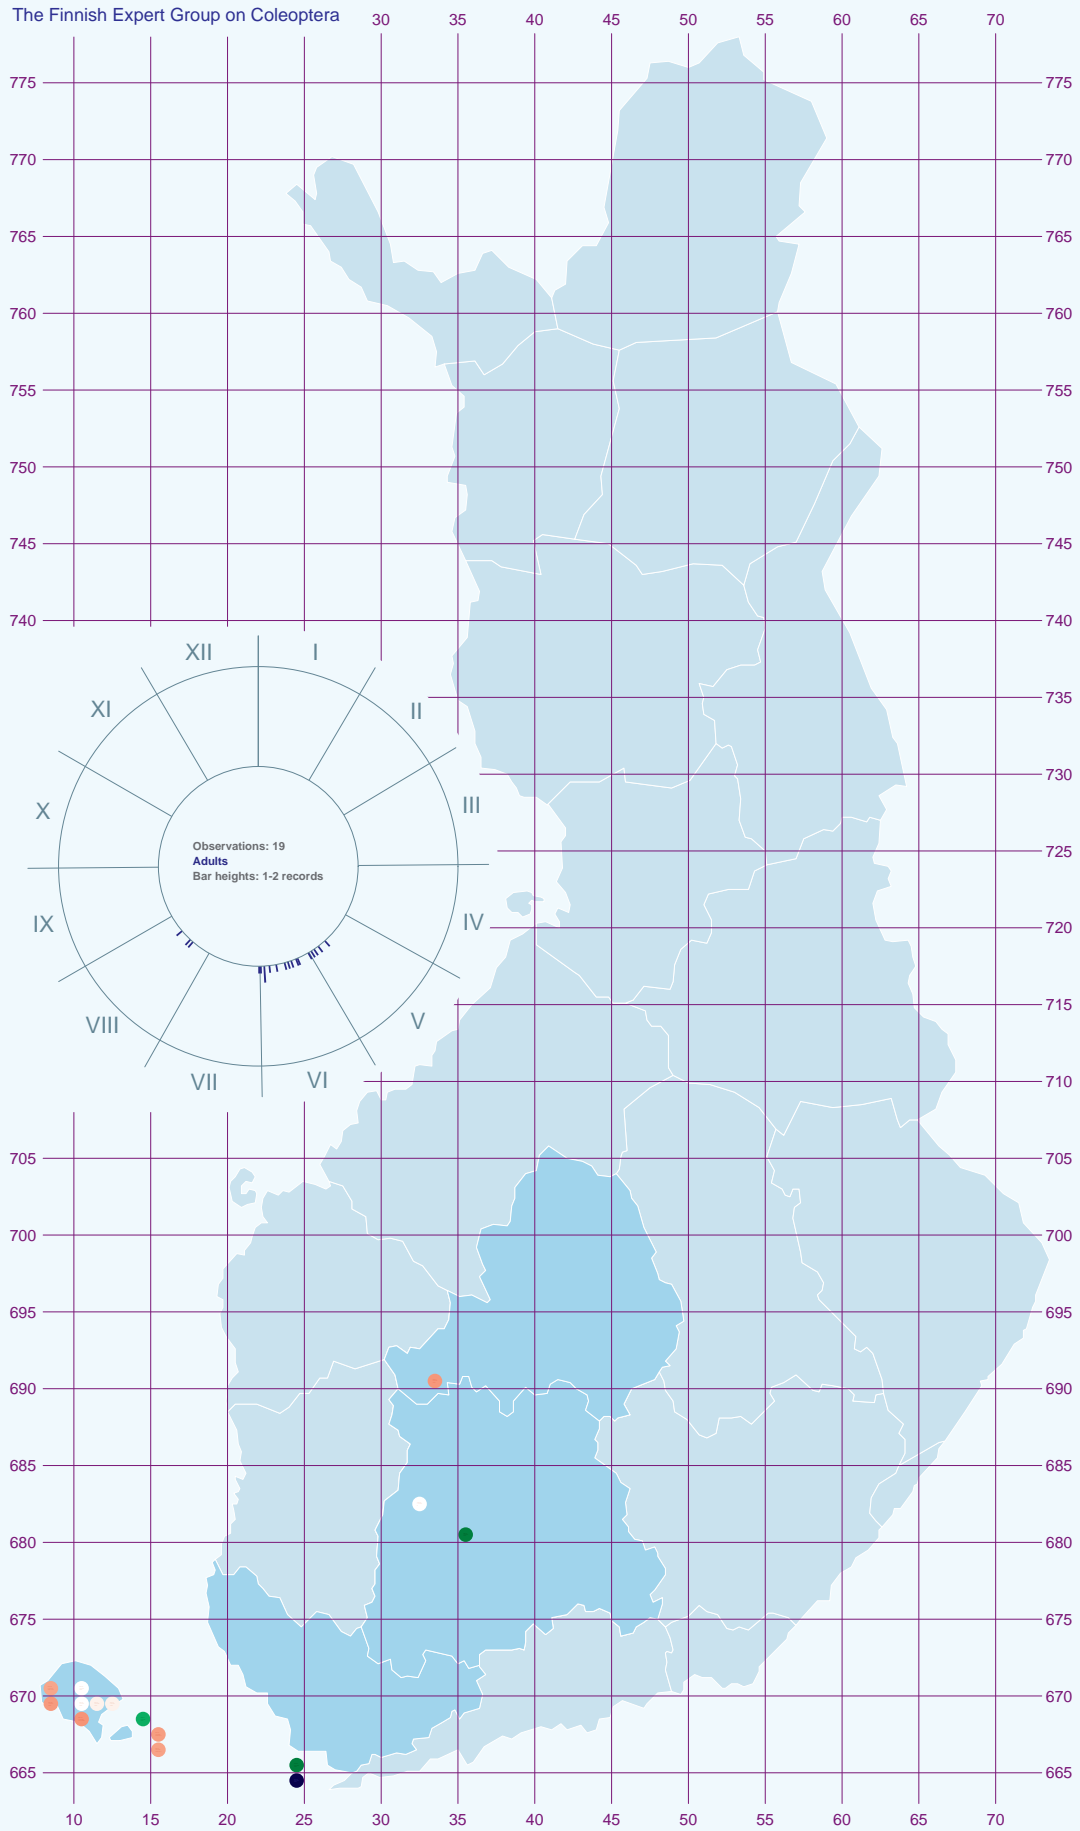 The Finnish Expert Group on Coleoptera
30 35 40 45 50 55 60 65 70
775 775
770 770
765 765
760 760
755 755
750 750
745 745
740 740
XII I
XI II
735
730
X III
725
Observations: 19
Adults
Bar heights: 1-2 records
IX IV
720
715
VIII V
VII VI
710
705 705
700 700
695 695
690 690
685 685
680 680
675 675
670 670
665 665
10 15 20 25 30 35 40 45 50 55 60 65 70